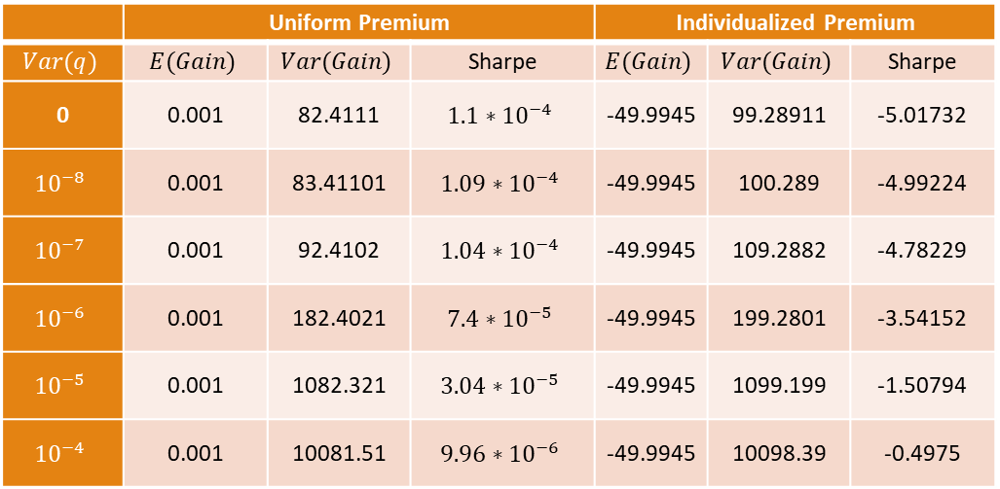 Uniform Premium Individualized Premium
Var(q) E(Gain) Var(Gain) Sharpe E(Gain) Var(Gain) Sharpe
0 0.001 82.4111 1.1 * 10⁻⁴ -49.9945 99.28911 -5.01732
10⁻⁸ 0.001 83.41101 1.09 * 10⁻⁴ -49.9945 100.289 -4.99224
10⁻⁷ 0.001 92.4102 1.04 * 10⁻⁴ -49.9945 109.2882 -4.78229
10⁻⁶ 0.001 182.4021 7.4 * 10⁻⁵ -49.9945 199.2801 -3.54152
10⁻⁵ 0.001 1082.321 3.04 * 10⁻⁵ -49.9945 1099.199 -1.50794
10⁻⁴ 0.001 10081.51 9.96 * 10⁻⁶ -49.9945 10098.39 -0.4975